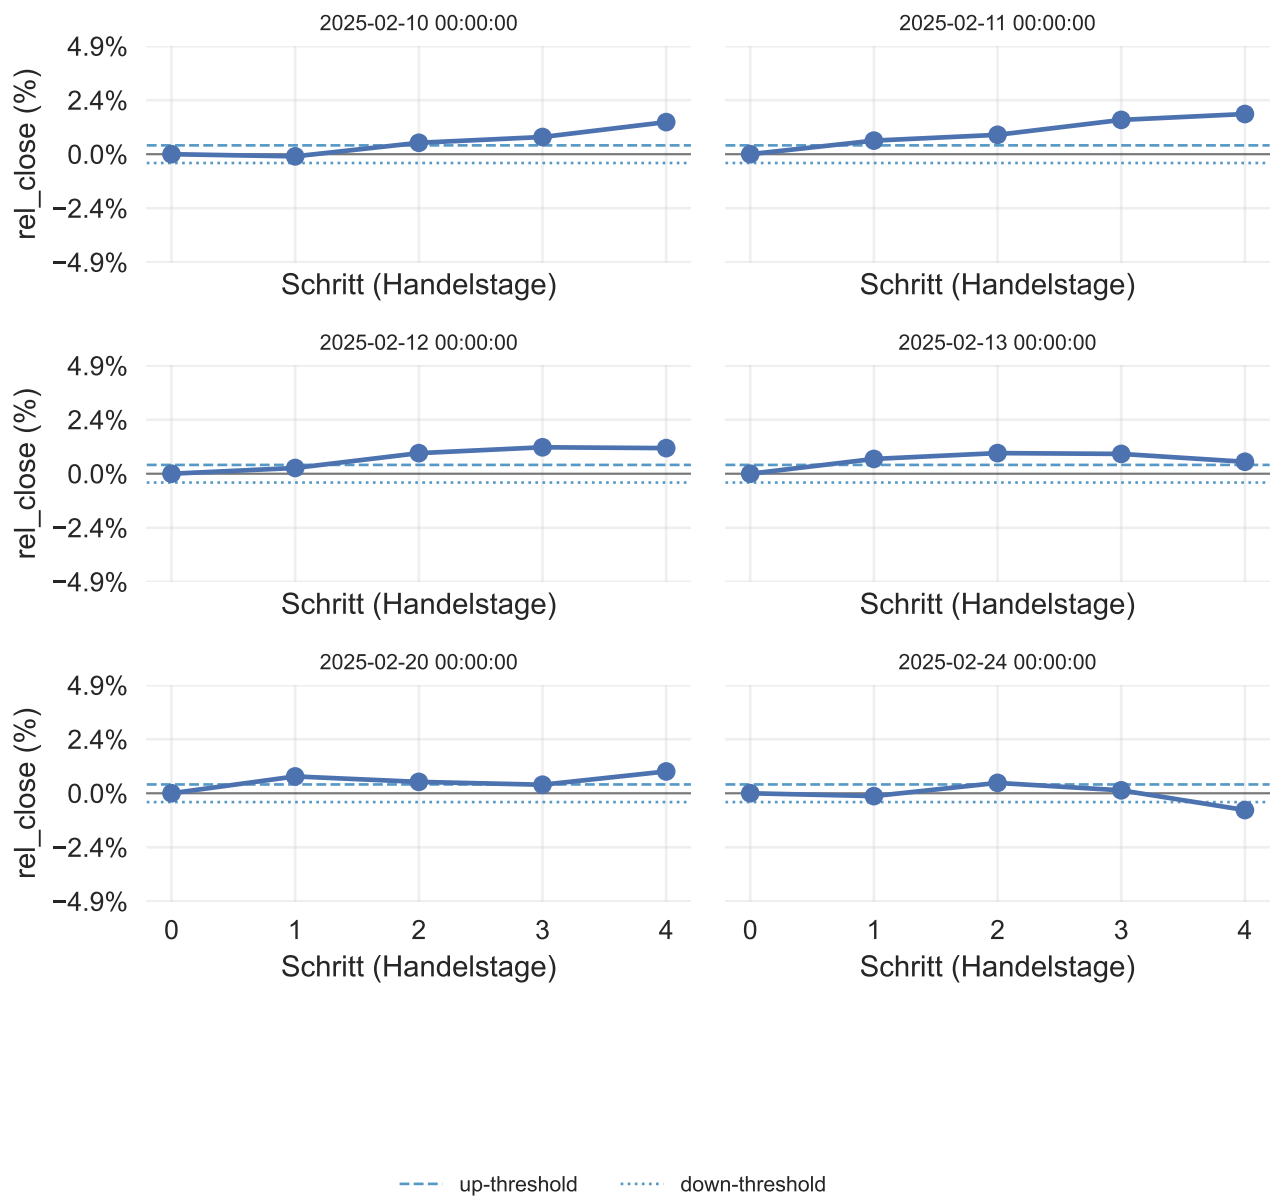 2025-02-10 00:00:00
2025-02-11 00:00:00
4.9%
2.4%
0.0%
−2.4%
−4.9%
rel_close (%)
Schritt (Handelstage)
Schritt (Handelstage)
2025-02-12 00:00:00
2025-02-13 00:00:00
4.9%
2.4%
0.0%
−2.4%
−4.9%
rel_close (%)
Schritt (Handelstage)
Schritt (Handelstage)
2025-02-20 00:00:00
2025-02-24 00:00:00
4.9%
2.4%
0.0%
−2.4%
−4.9%
rel_close (%)
0 1 2 3 4
0 1 2 3 4
Schritt (Handelstage)
Schritt (Handelstage)
up-threshold
down-threshold